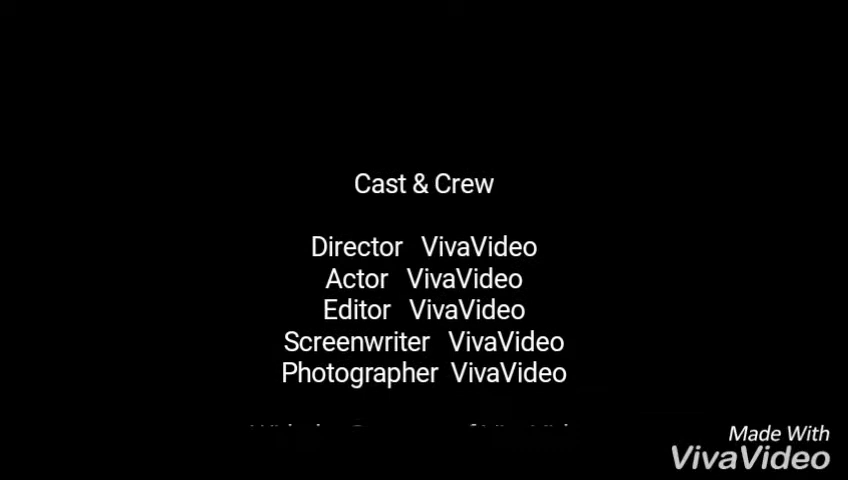 Cast & Crew
Director VivaVideo
Actor VivaVideo
Editor VivaVideo
Screenwriter VivaVideo
Photographer VivaVideo
Made With
VivaVideo